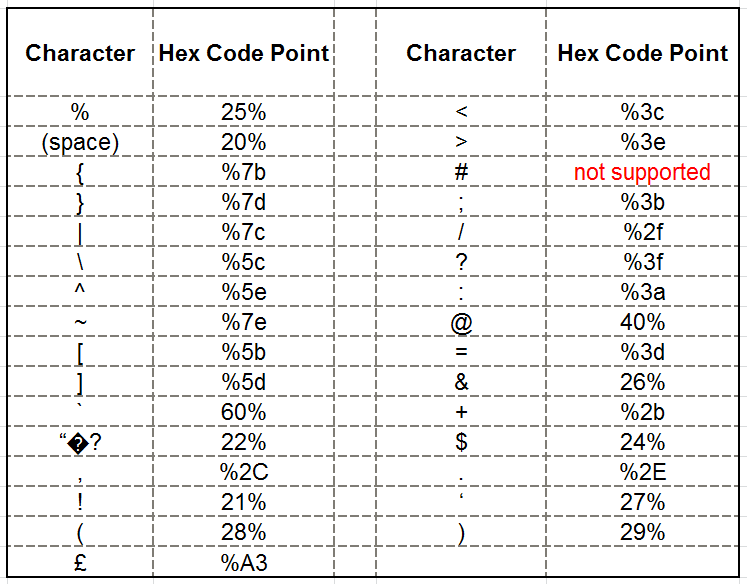 Character Hex Code Point Character Hex Code Point
% 25% < %3c
(space) 20% > %3e
{ %7b # not supported
} %7d ; %3b
| %7c / %2f
\ %5c ? %3f
^ %5e : %3a
~ %7e @ 40%
[ %5b = %3d
] %5d & 26%
` 60% + %2b
“�? 22% $ 24%
, %2C . %2E
! 21% ‘ 27%
( 28% ) 29%
£ %A3